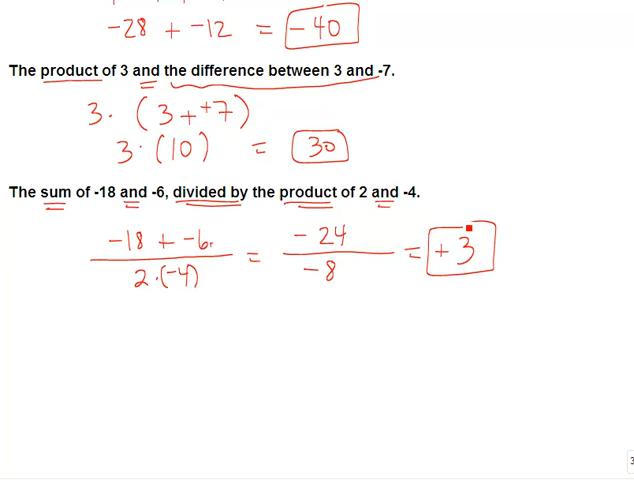 -28 + -12 = -40
The product of 3 and the difference between 3 and -7.
3. (3 + +7)
3 · (10) = 30
The sum of -18 and -6, divided by the product of 2 and -4.
-18 + -6 = -24 = +3
2 · (-4) -8
3